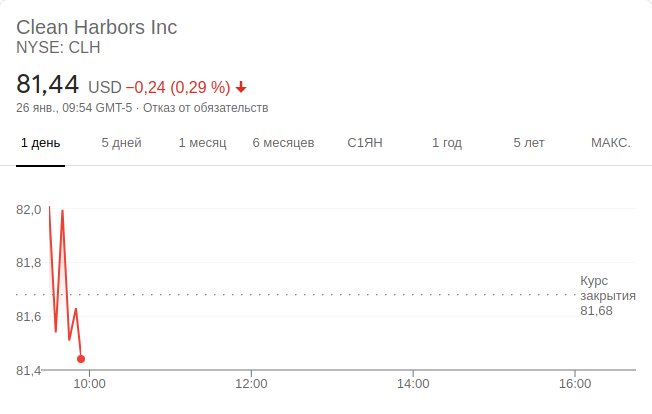 Clean Harbors Inc
NYSE: CLH
81,44 USD −0,24 (0,29 %)
26 янв., 09:54 GMT-5 · Отказ от обязательств
1 день 5 дней 1 месяц 6 месяцев С1ЯН 1 год 5 лет МАКС.
82,0
81,8
Курс
закрытия
81,68
81,6
81,4
10:00 12:00 14:00 16:00